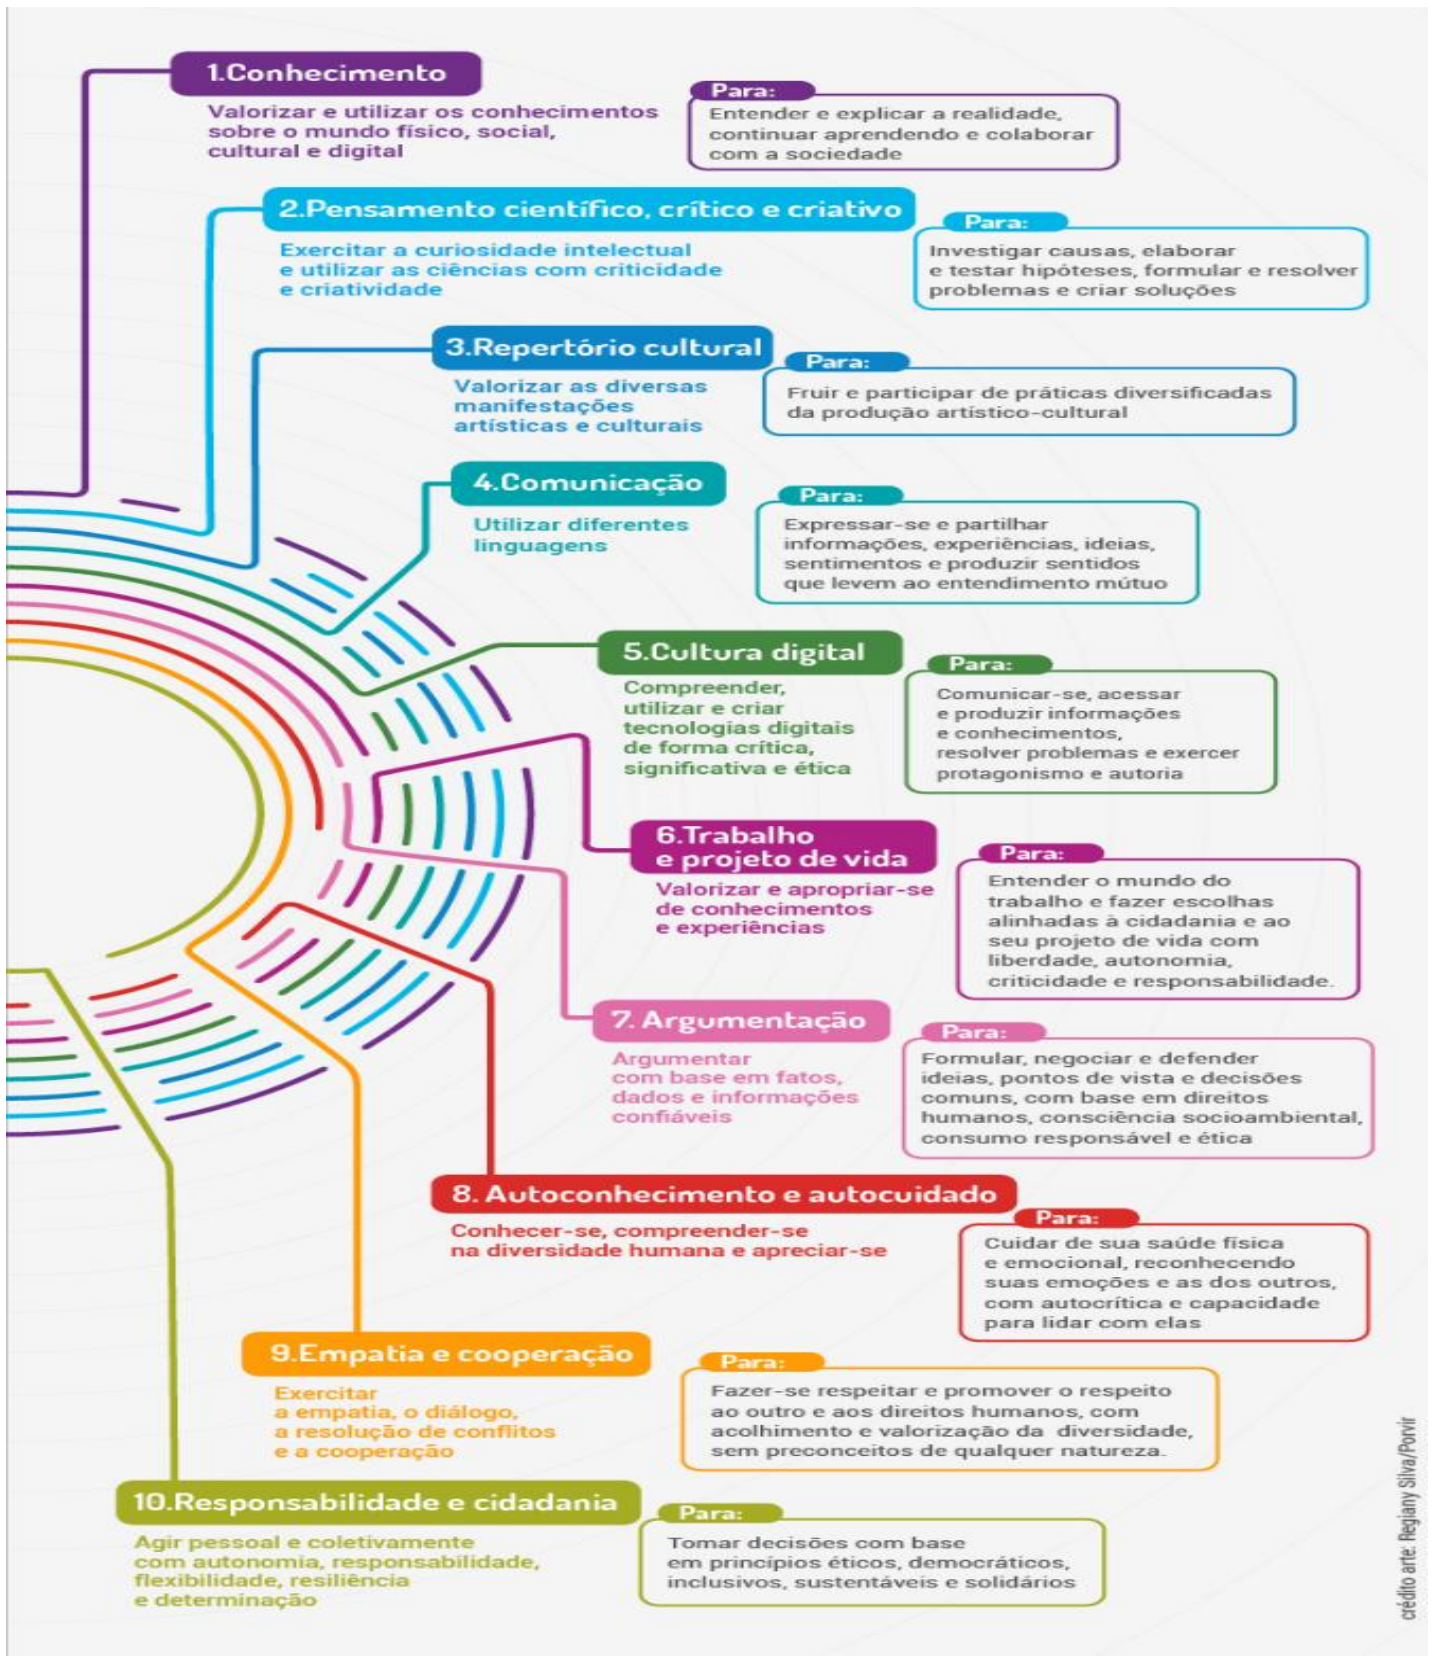 1.Conhecimento
Valorizar e utilizar os conhecimentos
sobre o mundo físico, social,
cultural e digital
Para:
Entender e explicar a realidade,
continuar aprendendo e colaborar
com a sociedade
2.Pensamento científico, crítico e criativo
Exercitar a curiosidade intelectual
e utilizar as ciências com criticidade
e criatividade
Para:
Investigar causas, elaborar
e testar hipóteses, formular e resolver
problemas e criar soluções
3.Repertório cultural
Valorizar as diversas
manifestações
artísticas e culturais
Para:
Fruir e participar de práticas diversificadas
da produção artístico-cultural
4.Comunicação
Utilizar diferentes
linguagens
Para:
Expressar-se e partilhar
informações, experiências, ideias,
sentimentos e produzir sentidos
que levem ao entendimento mútuo
5.Cultura digital
Compreender,
utilizar e criar
tecnologias digitais
de forma crítica,
significativa e ética
Para:
Comunicar-se, acessar
e produzir informações
e conhecimentos,
resolver problemas e exercer
protagonismo e autoria
6.Trabalho
e projeto de vida
Valorizar e apropriar-se
de conhecimentos
e experiências
Para:
Entender o mundo do
trabalho e fazer escolhas
alinhadas à cidadania e ao
seu projeto de vida com
liberdade, autonomia,
criticidade e responsabilidade.
7. Argumentação
Argumentar
com base em fatos,
dados e informações
confiáveis
Para:
Formular, negociar e defender
ideias, pontos de vista e decisões
comuns, com base em direitos
humanos, consciência socioambiental,
consumo responsável e ética
8. Autoconhecimento e autocuidado
Conhecer-se, compreender-se
na diversidade humana e apreciar-se
Para:
Cuidar de sua saúde física
e emocional, reconhecendo
suas emoções e as dos outros,
com autocrítica e capacidade
para lidar com elas
9.Empatia e cooperação
Exercitar
a empatia, o diálogo,
a resolução de conflitos
e a cooperação
Para:
Fazer-se respeitar e promover o respeito
ao outro e aos direitos humanos, com
acolhimento e valorização da diversidade,
sem preconceitos de qualquer natureza.
10.Responsabilidade e cidadania
Agir pessoal e coletivamente
com autonomia, responsabilidade,
flexibilidade, resiliência
e determinação
Para:
Tomar decisões com base
em princípios éticos, democráticos,
inclusivos, sustentáveis e solidários
crédito arte: Regiany Silva/Porvir